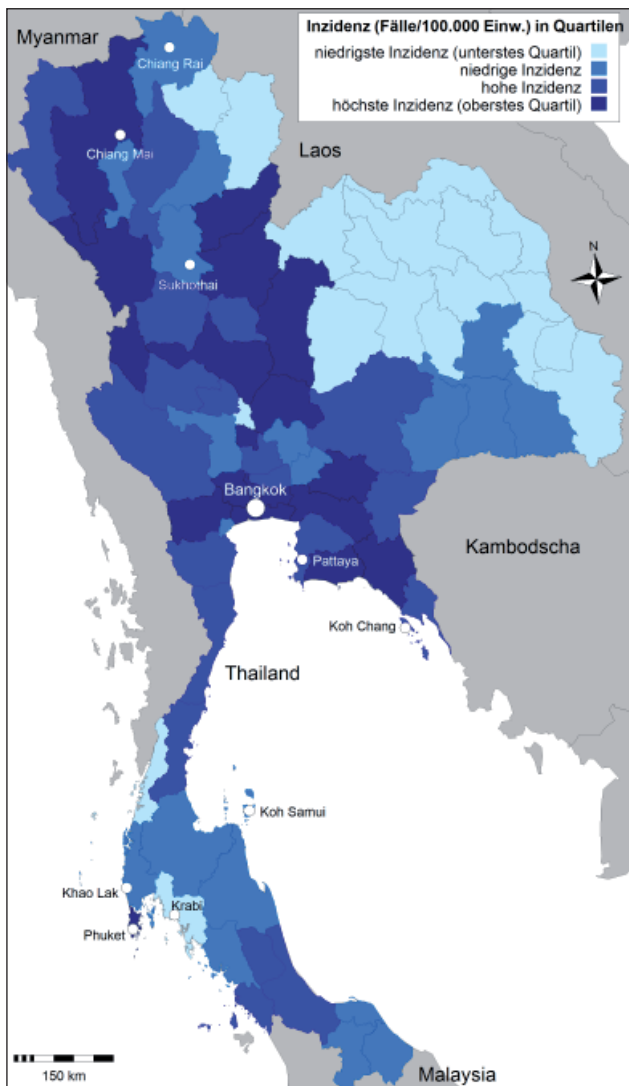 Inzidenz (Fälle/100.000 Einw.) in Quartilen
niedrigste Inzidenz (unterstes Quartil)
niedrige Inzidenz
hohe Inzidenz
höchste Inzidenz (oberstes Quartil)
Myanmar
Chiang Rai
Chiang Mai
Laos
N
Sukhothai
Bangkok
Kambodscha
Pattaya
Koh Chang
Thailand
Koh Samui
Khao Lak
Krabi
Phuket
150 km
Malaysia